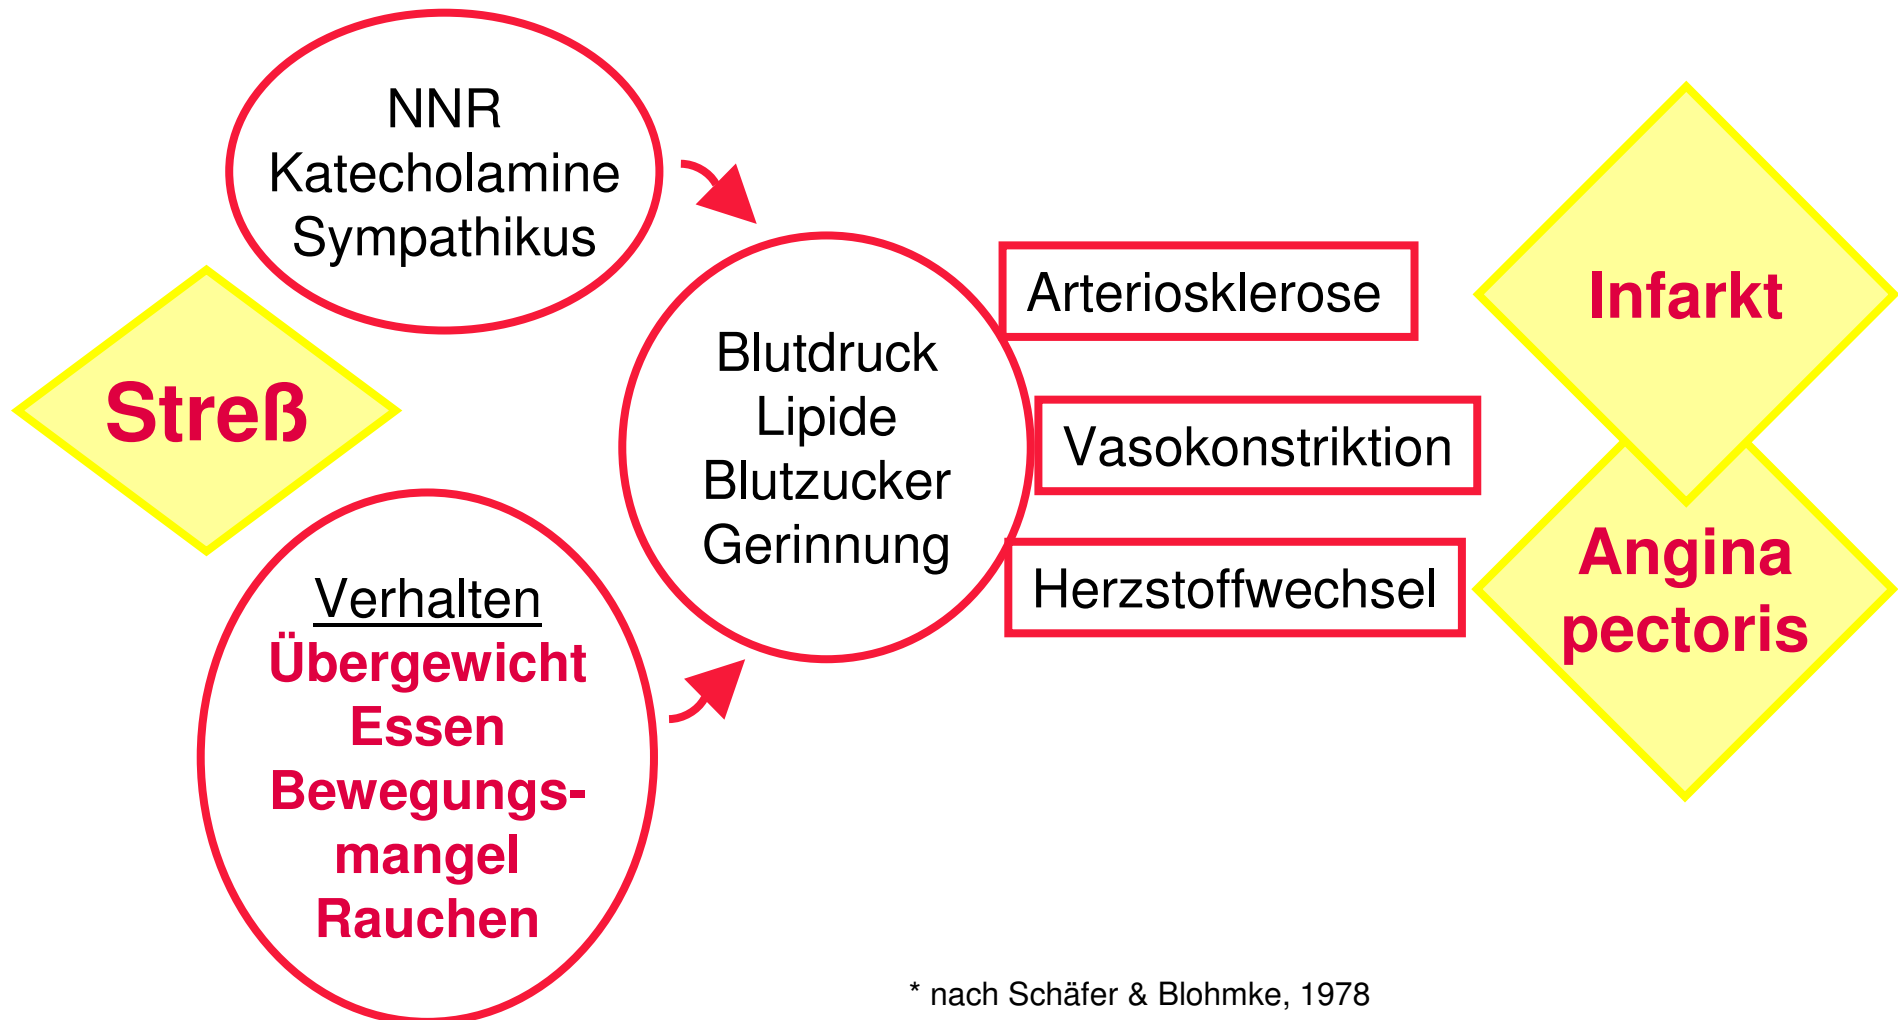 NNR
Katecholamine
Sympathikus
Streß
Verhalten
Übergewicht
Essen
Bewegungs-
mangel
Rauchen
Blutdruck
Lipide
Blutzucker
Gerinnung
Arteriosklerose
Vasokonstriktion
Herzstoffwechsel
Infarkt
Angina
pectoris
* nach Schäfer & Blohmke, 1978